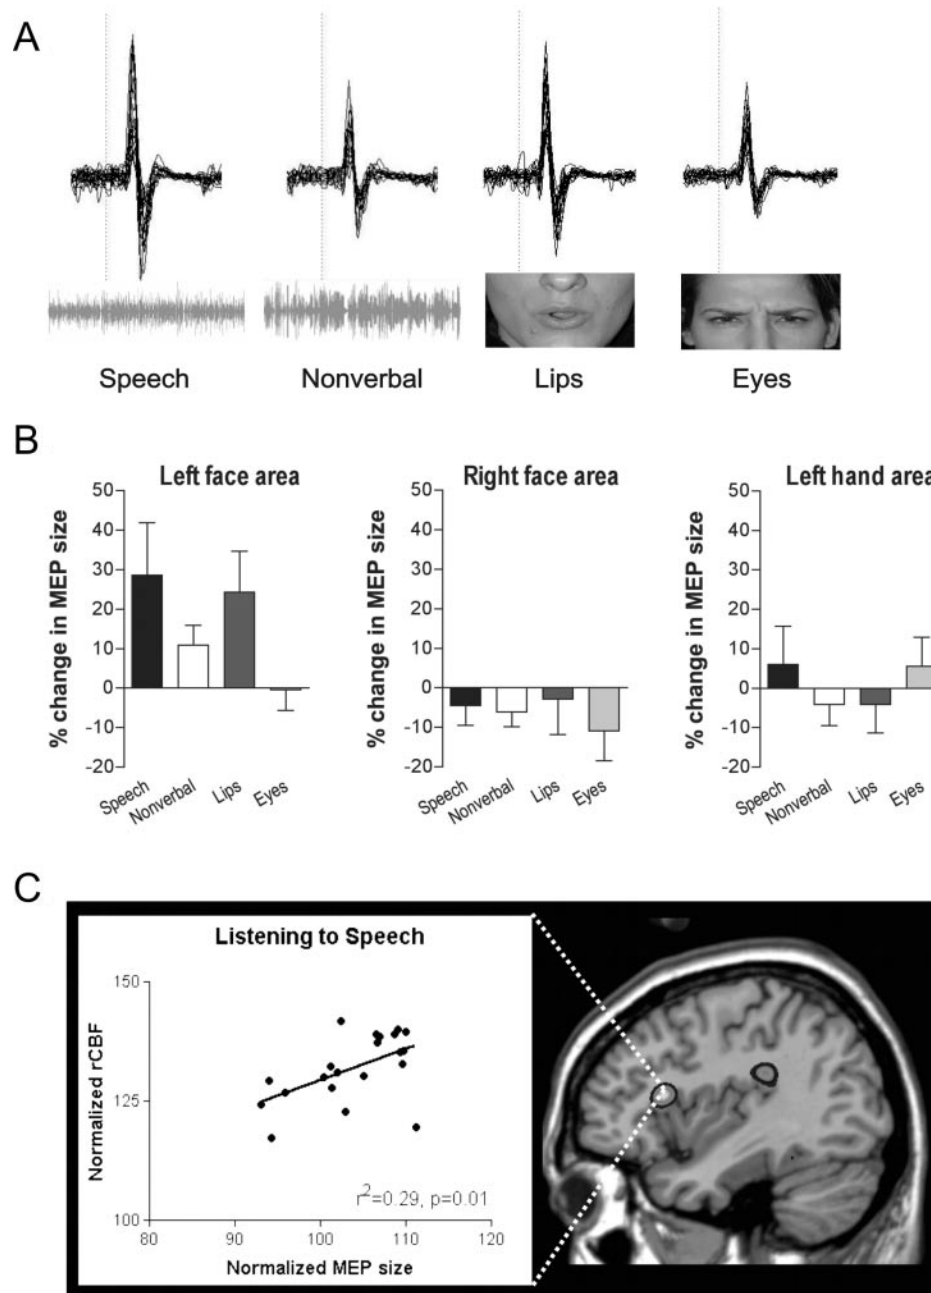 A
Speech Nonverbal Lips Eyes
B
Left face area Right face area Left hand area
% change in MEP size
50
40
30
20
10
0
-10
-20
Speech Nonverbal Lips Eyes
% change in MEP size
50
40
30
20
10
0
-10
-20
Speech Nonverbal Lips Eyes
% change in MEP size
50
40
30
20
10
0
-10
-20
Speech Nonverbal Lips Eyes
C
Listening to Speech
Normalized rCBF
150
125
100
r²=0.29, p=0.01
80 90 100 110 120
Normalized MEP size